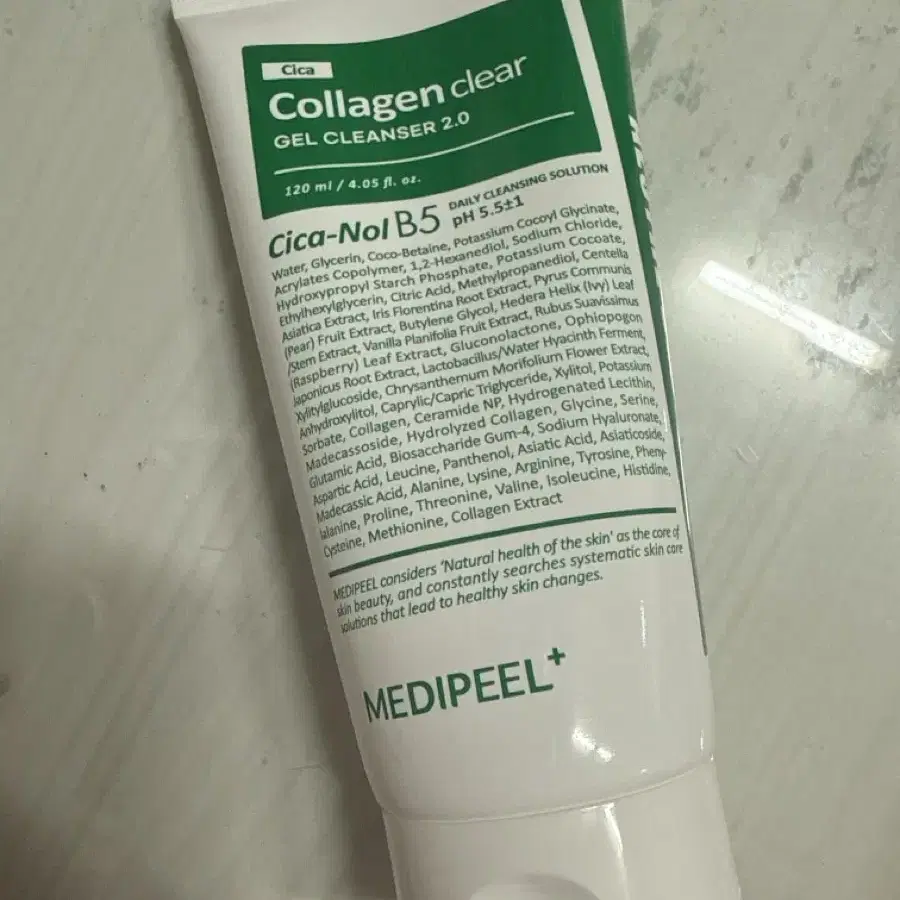 Cica
Collagen clear
GEL CLEANSER 2.0
120 ml / 4.05 fl. oz.
Cica-Nol B5
DAILY CLEANSING SOLUTION
pH 5.5±1
Water, Glycerin, Coco-Betaine, Potassium Cocoyl Glycinate,
Acrylates Copolymer, 1,2-Hexanediol, Sodium Chloride,
Hydroxypropyl Starch Phosphate, Potassium Cocoate,
Ethylhexylglycerin, Citric Acid, Methylpropanediol, Centella
Asiatica Extract, Iris Florentina Root Extract, Pyrus Communis
(Pear) Fruit Extract, Butylene Glycol, Hedera Helix (Ivy) Leaf
/Stem Extract, Vanilla Planifolia Fruit Extract, Rubus Suavissimus
(Raspberry) Leaf Extract, Gluconolactone, Ophiopogon
Japonicus Root Extract, Lactobacillus/Water Hyacinth Ferment,
Xylitylglucoside, Chrysanthemum Morifolium Flower Extract,
Anhydroxylitol, Caprylic/Capric Triglyceride, Xylitol, Potassium
Sorbate, Collagen, Ceramide NP, Hydrogenated Lecithin,
Madecassoside, Hydrolyzed Collagen, Glycine, Serine,
Glutamic Acid, Biosaccharide Gum-4, Sodium Hyaluronate,
Aspartic Acid, Leucine, Panthenol, Asiatic Acid, Asiaticoside,
Madecassic Acid, Alanine, Lysine, Arginine, Tyrosine, Pheny-
lalanine, Proline, Threonine, Valine, Isoleucine, Histidine,
Cysteine, Methionine, Collagen Extract
MEDIPEEL considers 'Natural health of the skin' as the core of
skin beauty, and constantly searches systematic skin care
solutions that lead to healthy skin changes.
MEDIPEEL+